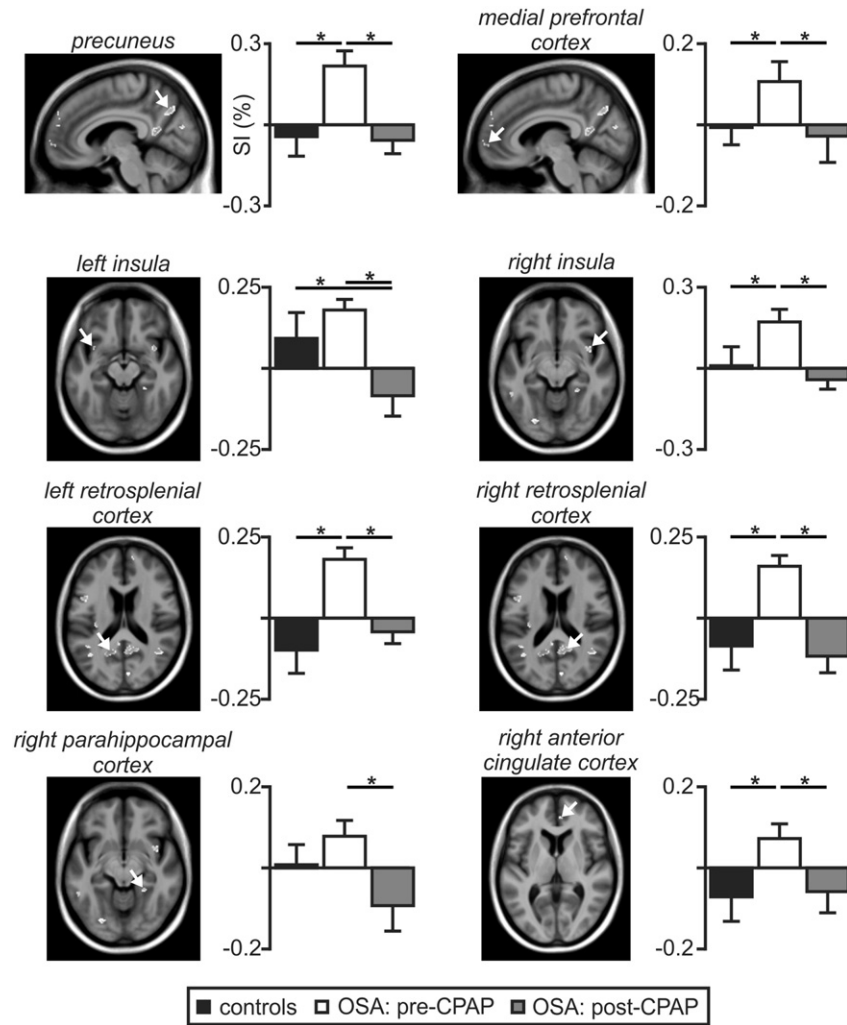 precuneus
0.3
* *
SI (%)
-0.3
medial prefrontal
cortex
0.2
* *
-0.2
left insula
0.25
* *
-0.25
right insula
0.3
* *
-0.3
left retrosplenial
cortex
0.25
* *
-0.25
right retrosplenial
cortex
0.25
* *
-0.25
right parahippocampal
cortex
0.2
*
-0.2
right anterior
cingulate cortex
0.2
* *
-0.2
controls OSA: pre-CPAP OSA: post-CPAP